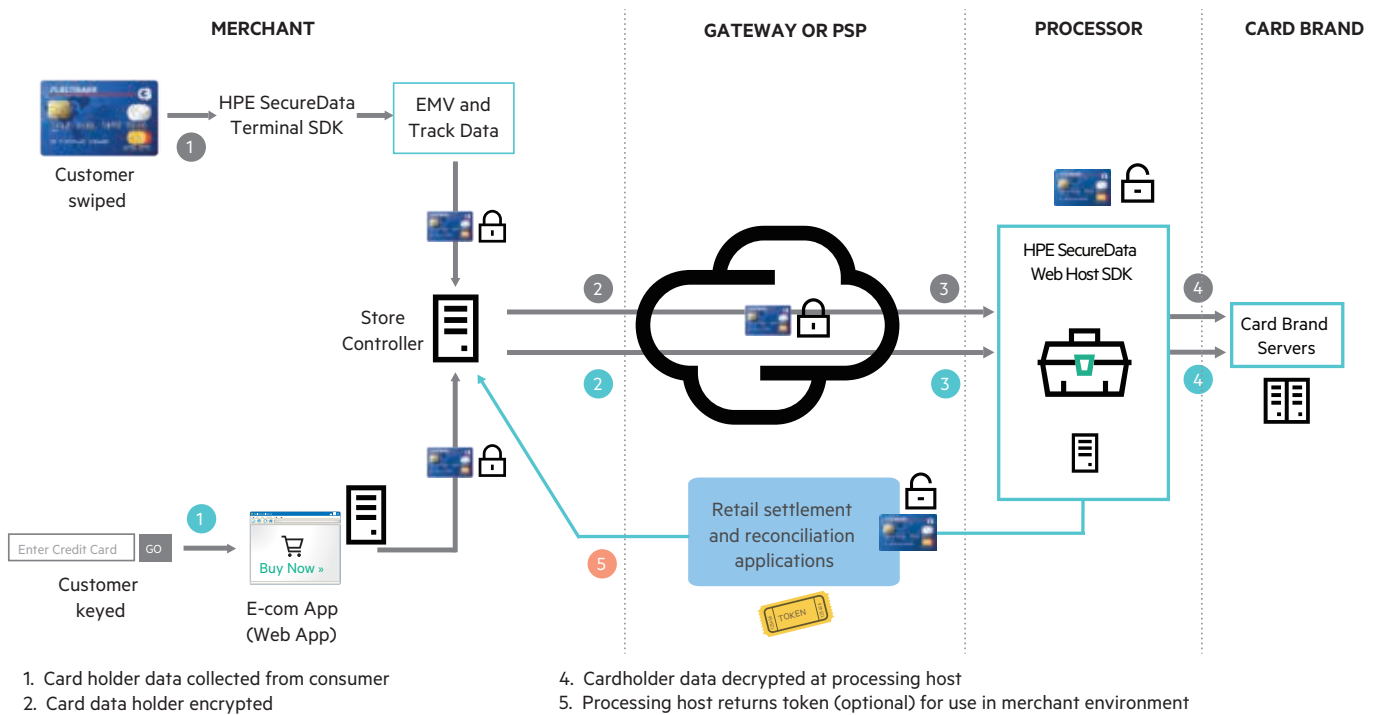 MERCHANT
GATEWAY OR PSP
PROCESSOR
CARD BRAND
1
Customer
swiped
HPE SecureData
Terminal SDK
EMV and
Track Data
Store
Controller
2
3
4
2
3
4
HPE SecureData
Web Host SDK
Card Brand
Servers
Enter Credit Card
GO
1
Customer
keyed
Buy Now »
E-com App
(Web App)
5
Retail settlement
and reconciliation
applications
TOKEN
1. Card holder data collected from consumer
2. Card data holder encrypted
4. Cardholder data decrypted at processing host
5. Processing host returns token (optional) for use in merchant environment